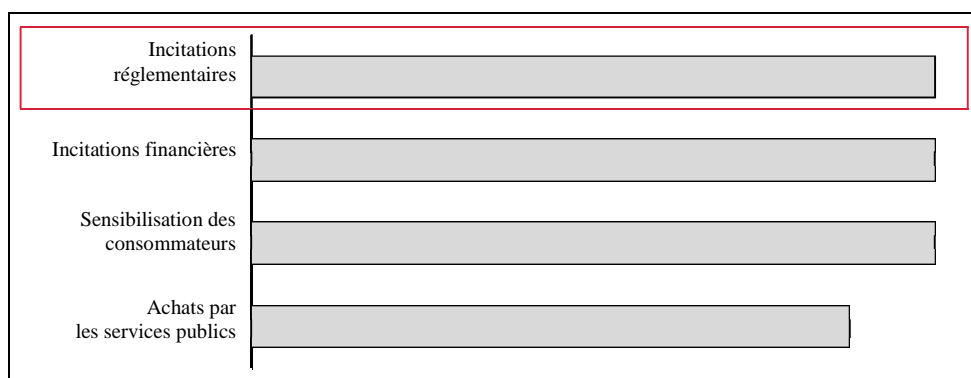 Incitations
réglementaires
Incitations financières
Sensibilisation des
consommateurs
Achats par
les services publics